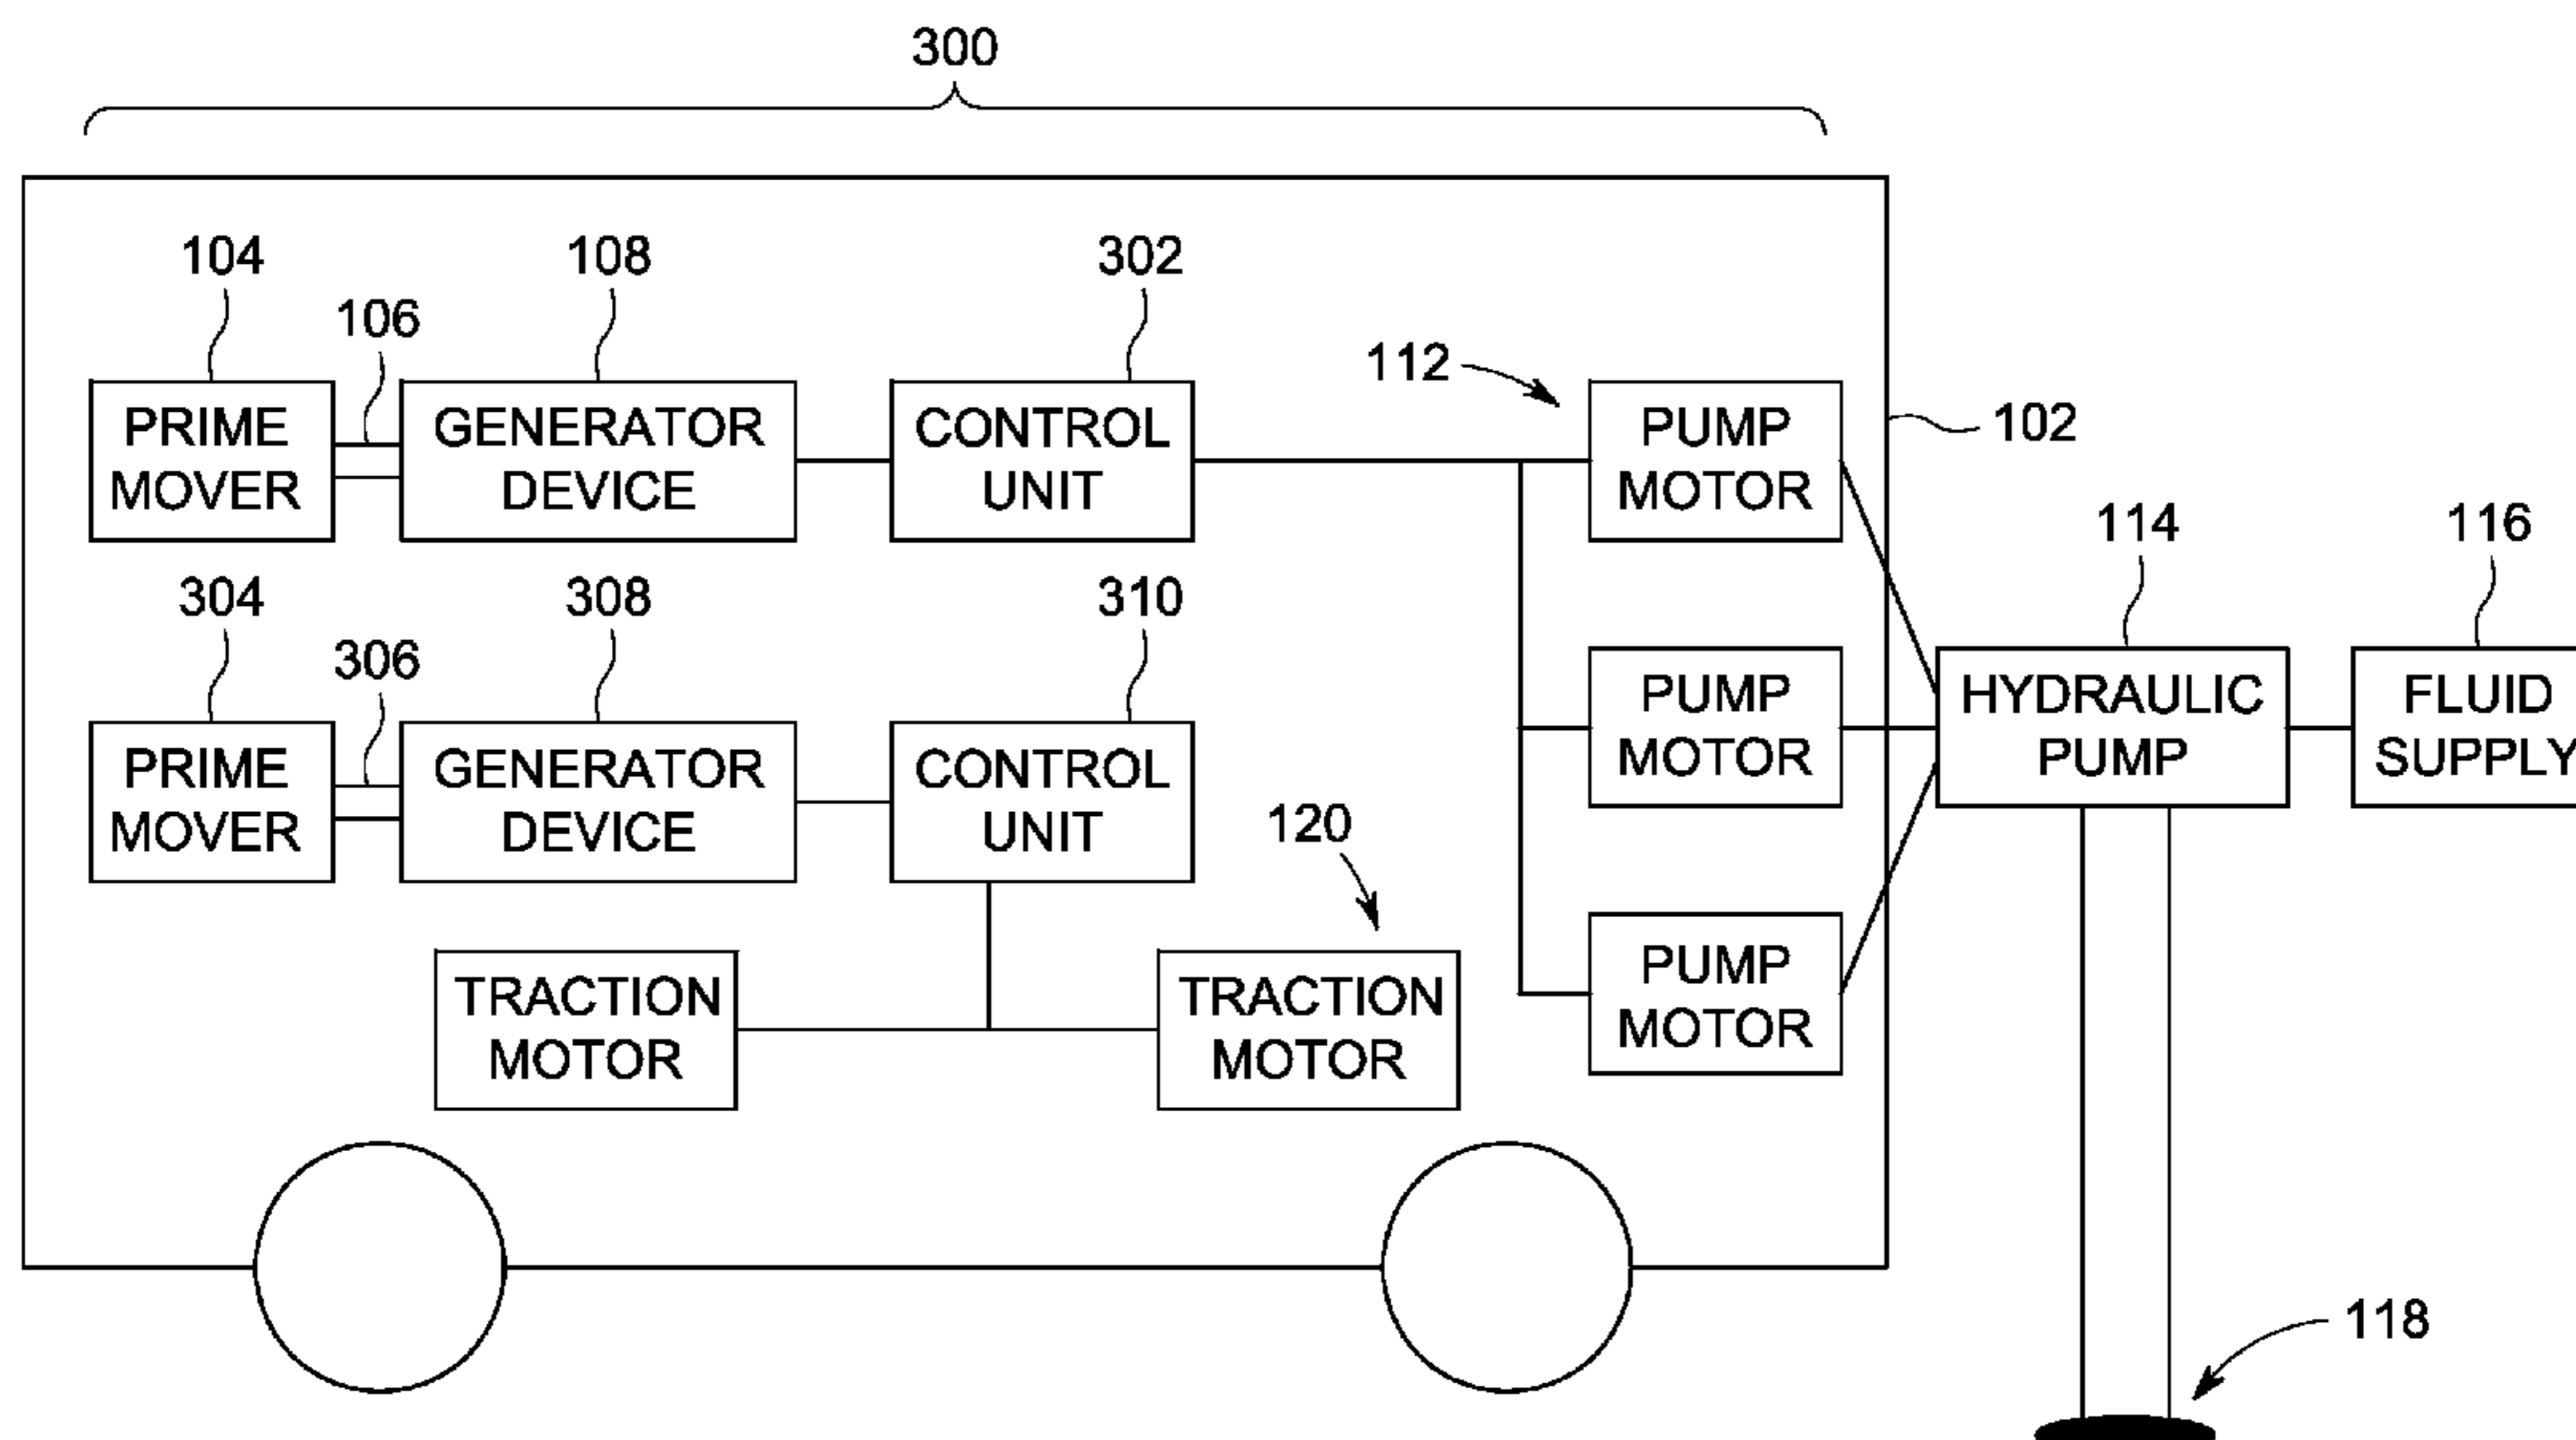 300
104
108
302
106
112
PRIME
MOVER
GENERATOR
DEVICE
CONTROL
UNIT
PUMP
MOTOR
102
114
116
304
308
310
306
PRIME
MOVER
GENERATOR
DEVICE
CONTROL
UNIT
PUMP
MOTOR
HYDRAULIC
PUMP
FLUID
SUPPLY
120
TRACTION
MOTOR
TRACTION
MOTOR
PUMP
MOTOR
118